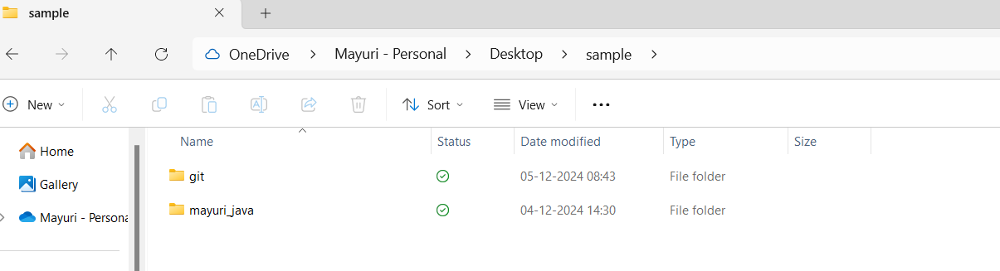 sample
OneDrive > Mayuri - Personal > Desktop > sample >
New Sort View
Name Status Date modified Type Size
Home
Gallery
Mayuri - Persona
git 05-12-2024 08:43 File folder
mayuri_java 04-12-2024 14:30 File folder